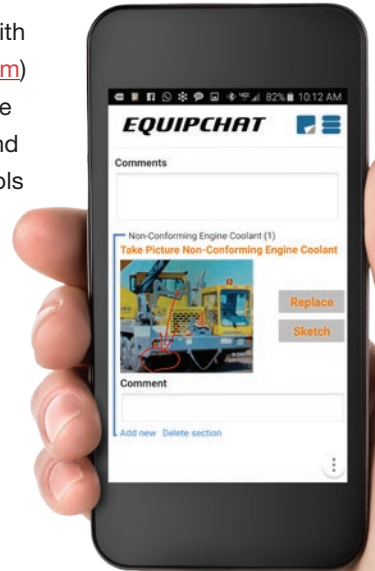 ith
m)
e
nd
ols
82% 10:12 AM
EQUIPCHAT
Comments
Non-Conforming Engine Coolant (1)
Take Picture Non-Conforming Engine Coolant
Replace
Sketch
Comment
Add new Delete section